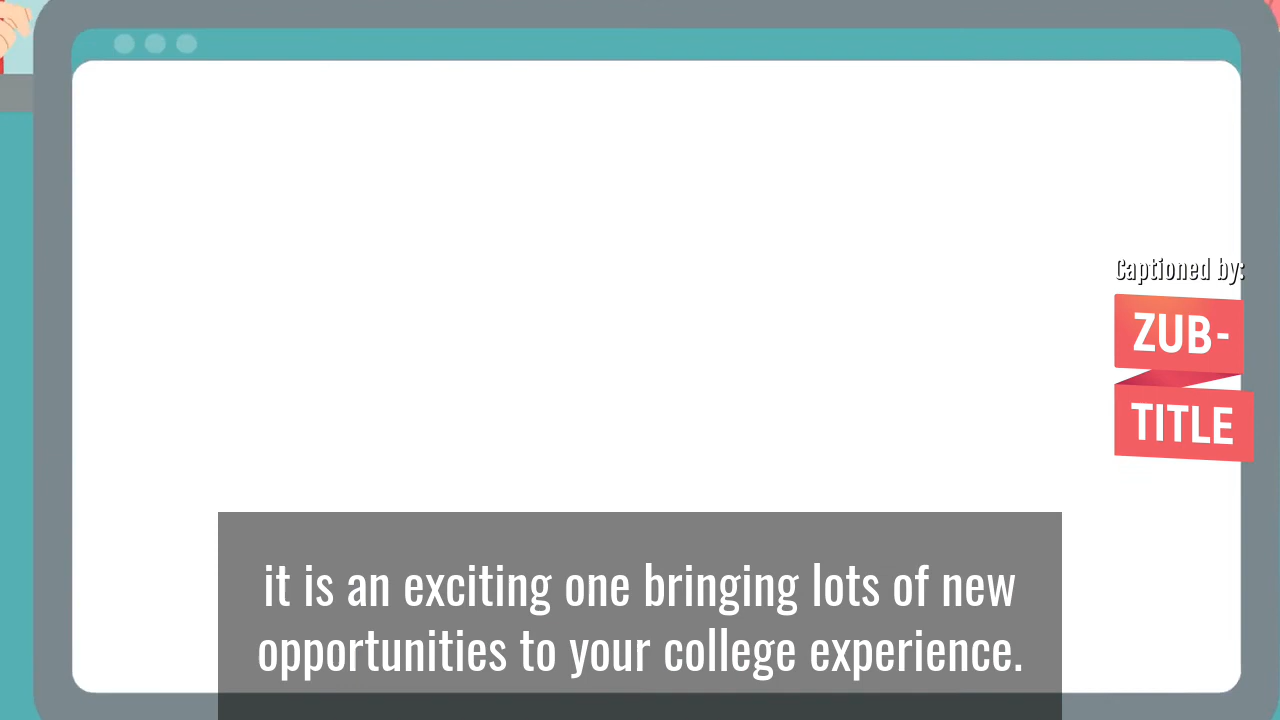 Captioned by:
ZUB-
TITLE
it is an exciting one bringing lots of new
opportunities to your college experience.